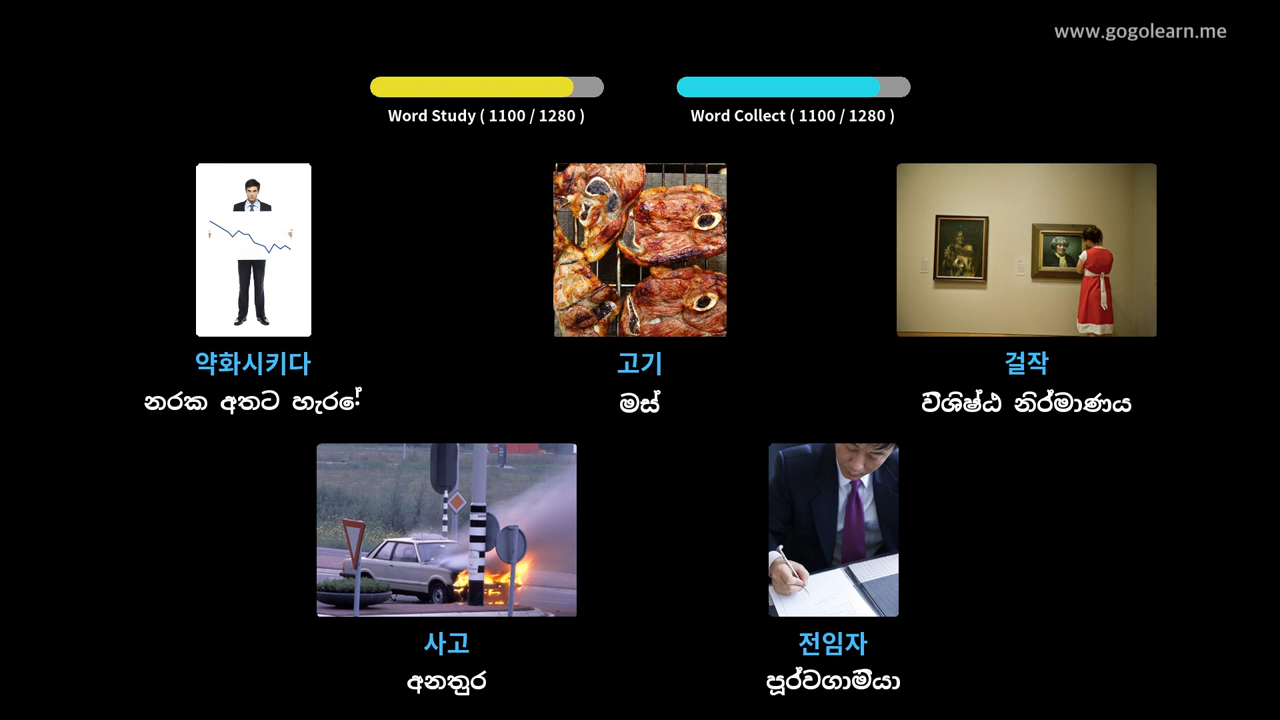 www.gogolearn.me
Word Study ( 1100 / 1280 )
Word Collect ( 1100 / 1280 )
약화시키다
නරක අතට හැරේ!
고기
මස්
걸작
විශිෂ්ඨ නිර්මාණය
사고
අනතුර
전임자
පූර්වගාමියා